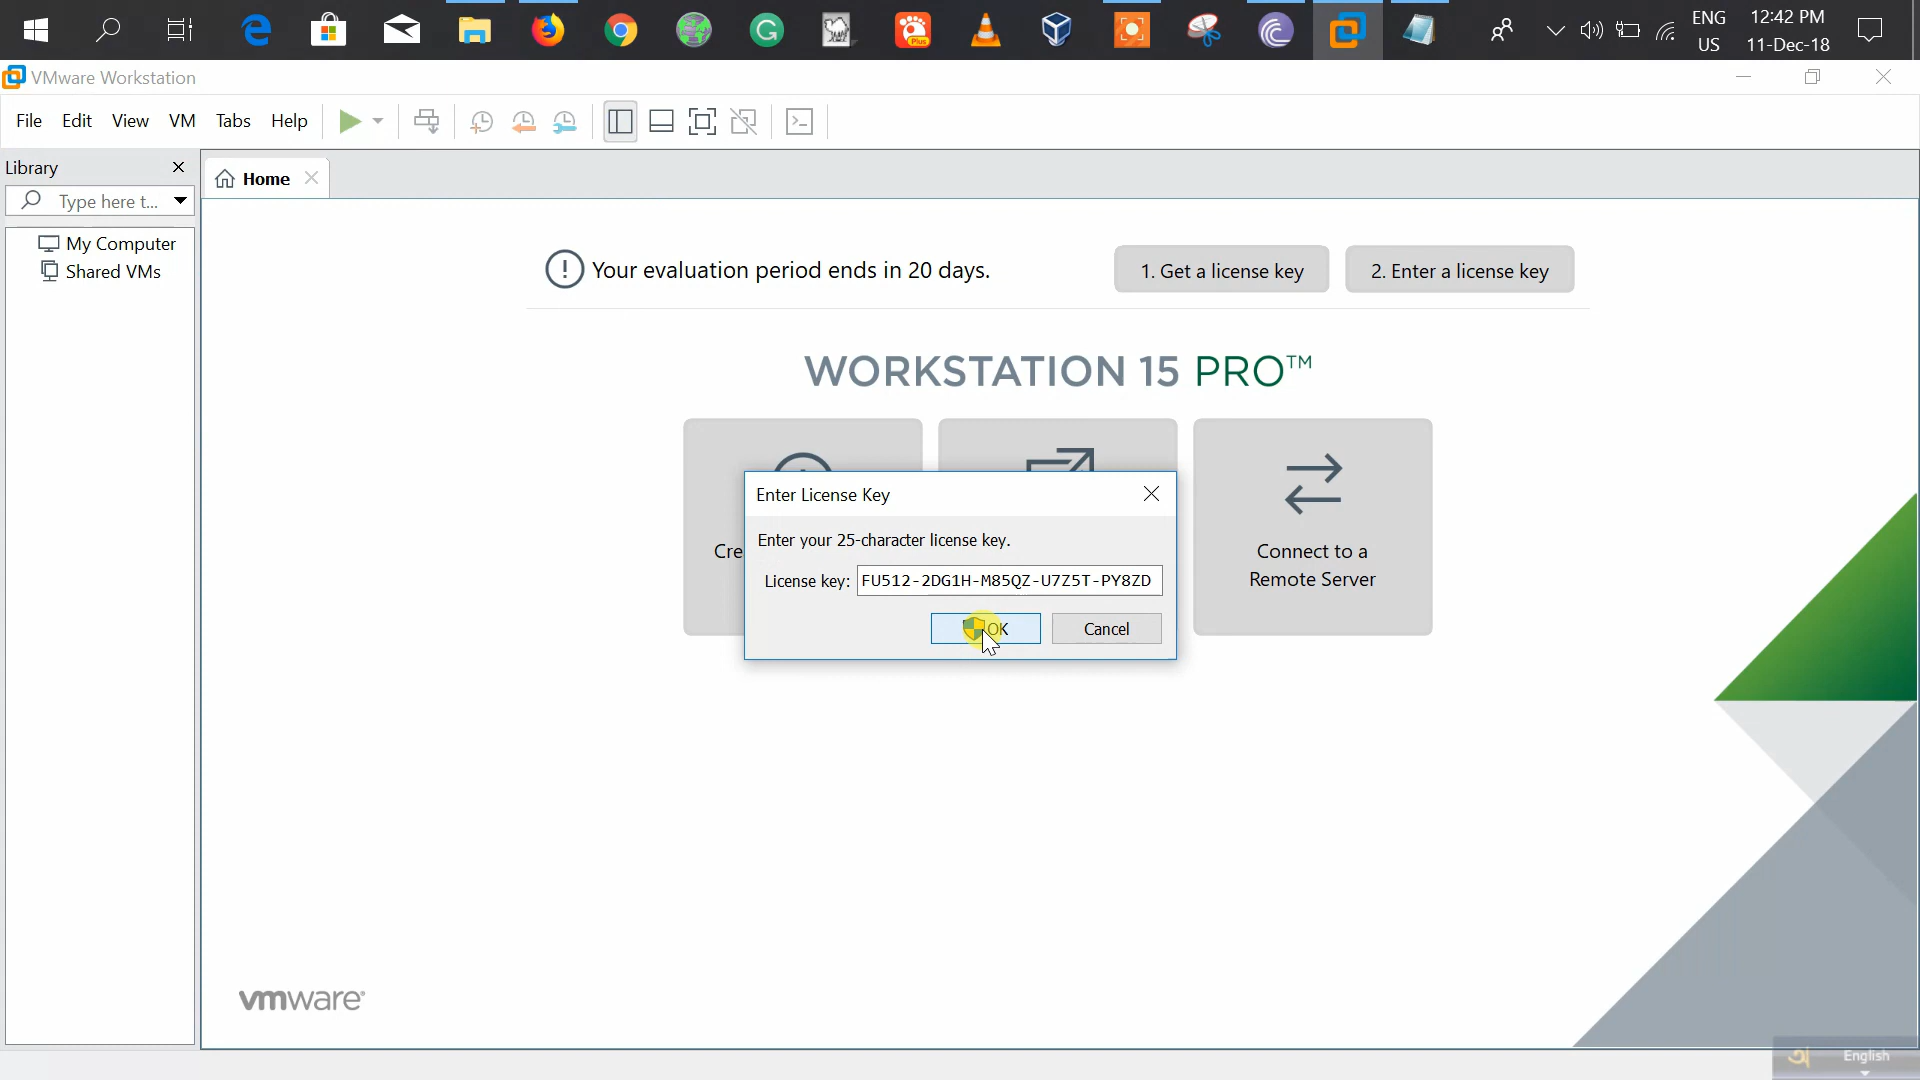 ENG
US
12:42 PM
11-Dec-18
VMware Workstation
File Edit View VM Tabs Help
Library
Home
Type here t...
My Computer
Shared VMs
Your evaluation period ends in 20 days.
1. Get a license key
2. Enter a license key
WORKSTATION 15 PRO™
Enter License Key
Enter your 25-character license key.
License key: FU512-2DG1H-M85QZ-U7Z5T-PY8ZD
OK
Cancel
Cre
Connect to a
Remote Server
vmware®
অ English